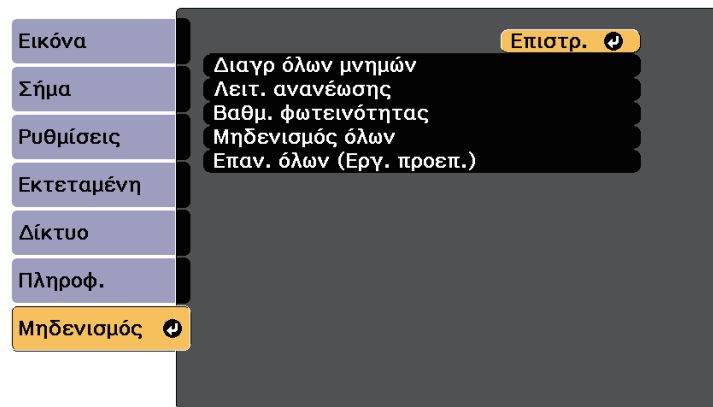 Εικόνα
Σήμα
Ρυθμίσεις
Εκτεταμένη
Δίκτυο
Πληροφ.
Μηδενισμός
Επιστρ.
Διαγρ όλων μνημών
Λειτ. ανανέωσης
Βαθμ. φωτεινότητας
Μηδενισμός όλων
Επαν. όλων (Εργ. προεπ.)